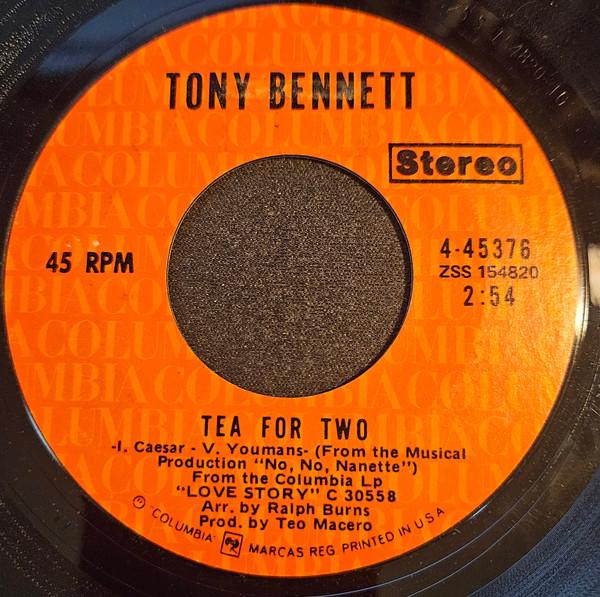 TONY BENNETT
Stereo
45 RPM
4-45376
ZSS 154820
2:54
TEA FOR TWO
-I. Caesar - V. Youmans- (From the Musical
Production "No, No, Nanette")
From the Columbia Lp
"LOVE STORY" C 30558
Arr. by Ralph Burns
Prod. by Teo Macero
℗ "COLUMBIA" MARCAS REG PRINTED IN U S A